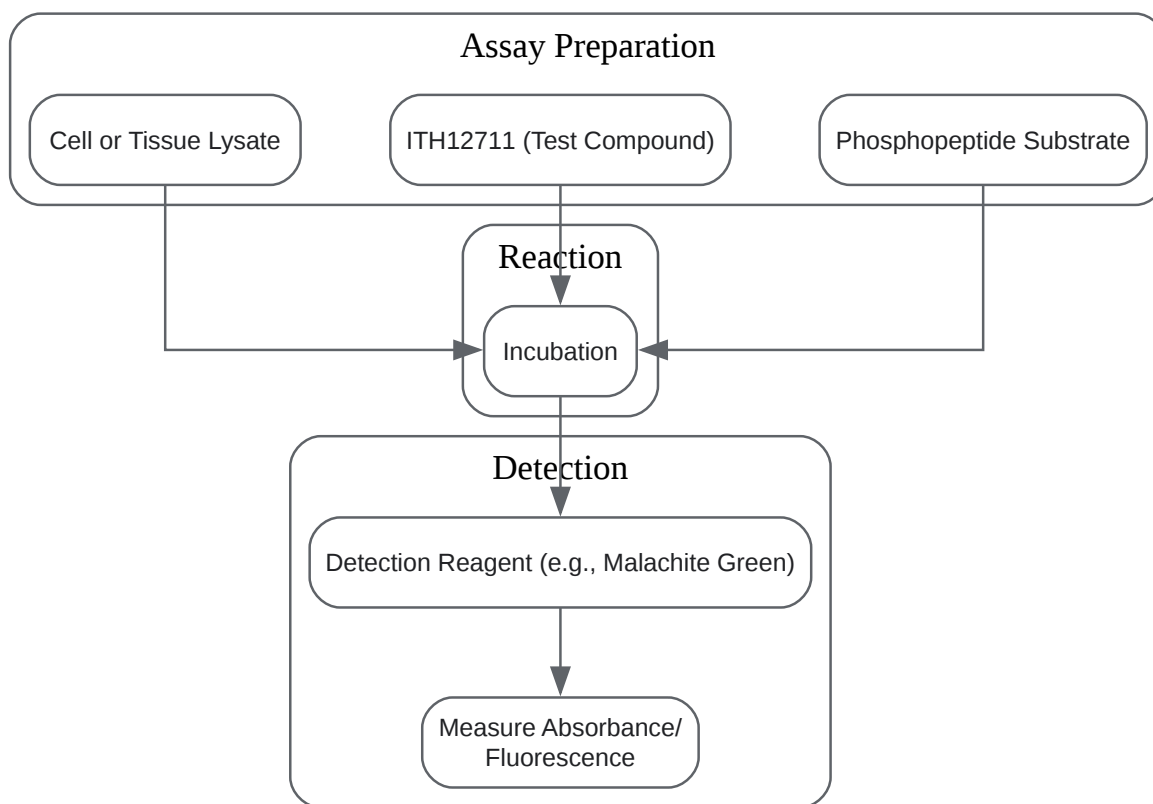 Assay Preparation
Cell or Tissue Lysate
ITH12711 (Test Compound)
Phosphopeptide Substrate
Reaction
Incubation
Detection
Detection Reagent (e.g., Malachite Green)
Measure Absorbance/
Fluorescence